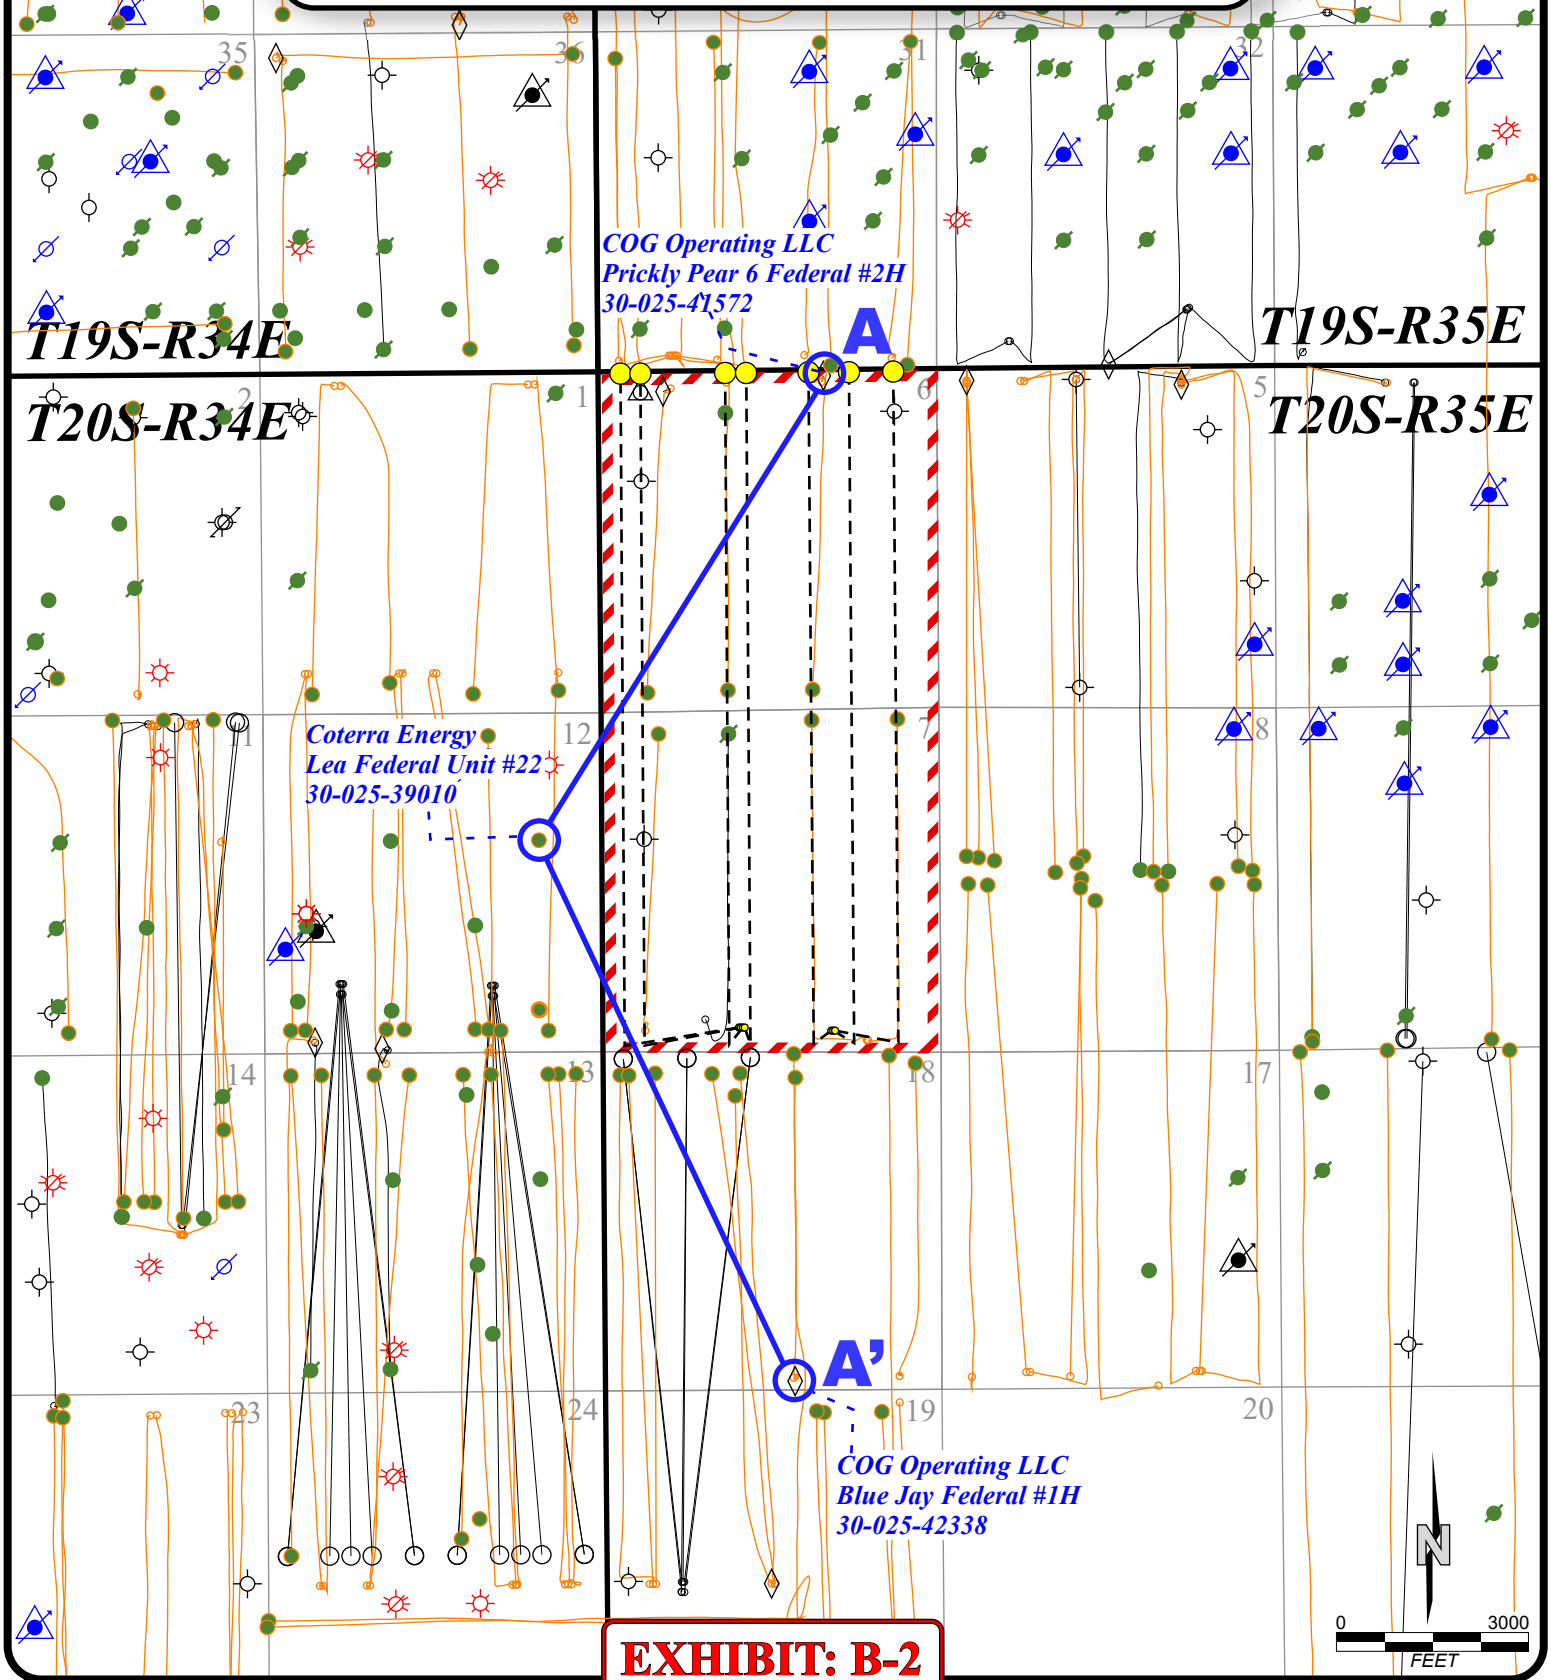 35
36
31
32
COG Operating LLC
Prickly Pear 6 Federal #2H
30-025-41572
A
T19S-R34E
T19S-R35E
T20S-R34E
T20S-R35E
2
1
6
5
Coterra Energy
Lea Federal Unit #22
30-025-39010
11
12
7
8
14
13
18
17
A’
23
24
19
20
COG Operating LLC
Blue Jay Federal #1H
30-025-42338
N
0 3000
FEET
EXHIBIT: B-2